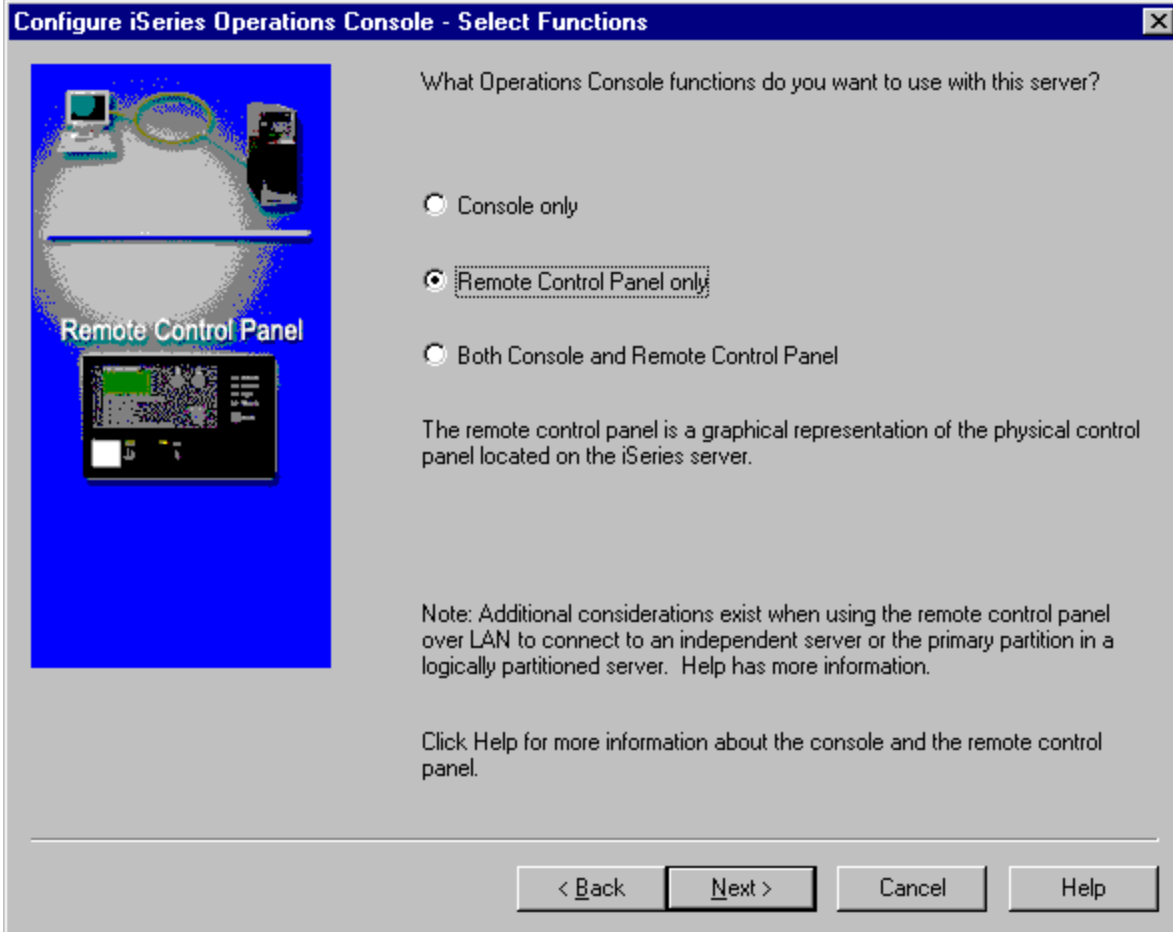 Configure iSeries Operations Console - Select Functions
What Operations Console functions do you want to use with this server?
Console only
Remote Control Panel only
Remote Control Panel
Both Console and Remote Control Panel
The remote control panel is a graphical representation of the physical control
panel located on the iSeries server.
Note: Additional considerations exist when using the remote control panel
over LAN to connect to an independent server or the primary partition in a
logically partitioned server.  Help has more information.
Click Help for more information about the console and the remote control
panel.
< Back
Next >
Cancel
Help